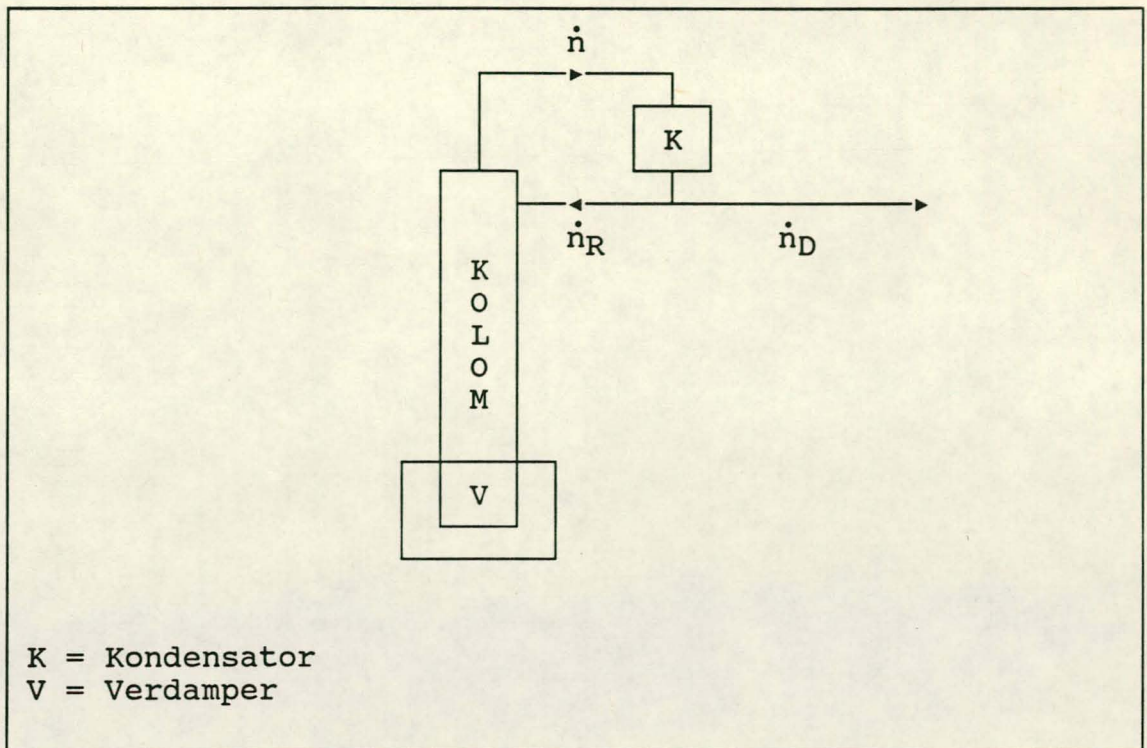 ṅ
K
ṅR
ṅD
K
O
L
O
M
V
K = Kondensator
V = Verdamper